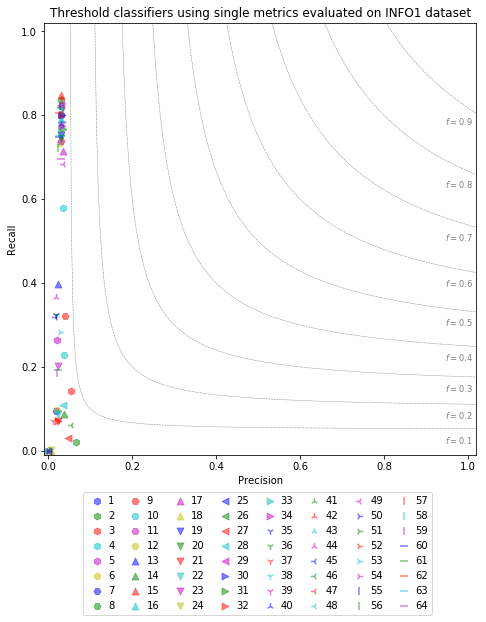 Threshold classifiers using single metrics evaluated on INFO1 dataset
1.0
0.8
0.6
0.4
0.2
0.0
Recall
f = 0.9
f = 0.8
f = 0.7
f = 0.6
f = 0.5
f = 0.4
f = 0.3
f = 0.2
f = 0.1
0.0 0.2 0.4 0.6 0.8 1.0
Precision
1 9 17 25 33 41 49 57
2 10 18 26 34 42 50 58
3 11 19 27 35 43 51 59
4 12 20 28 36 44 52 60
5 13 21 29 37 45 53 61
6 14 22 30 38 46 54 62
7 15 23 31 39 47 55 63
8 16 24 32 40 48 56 64